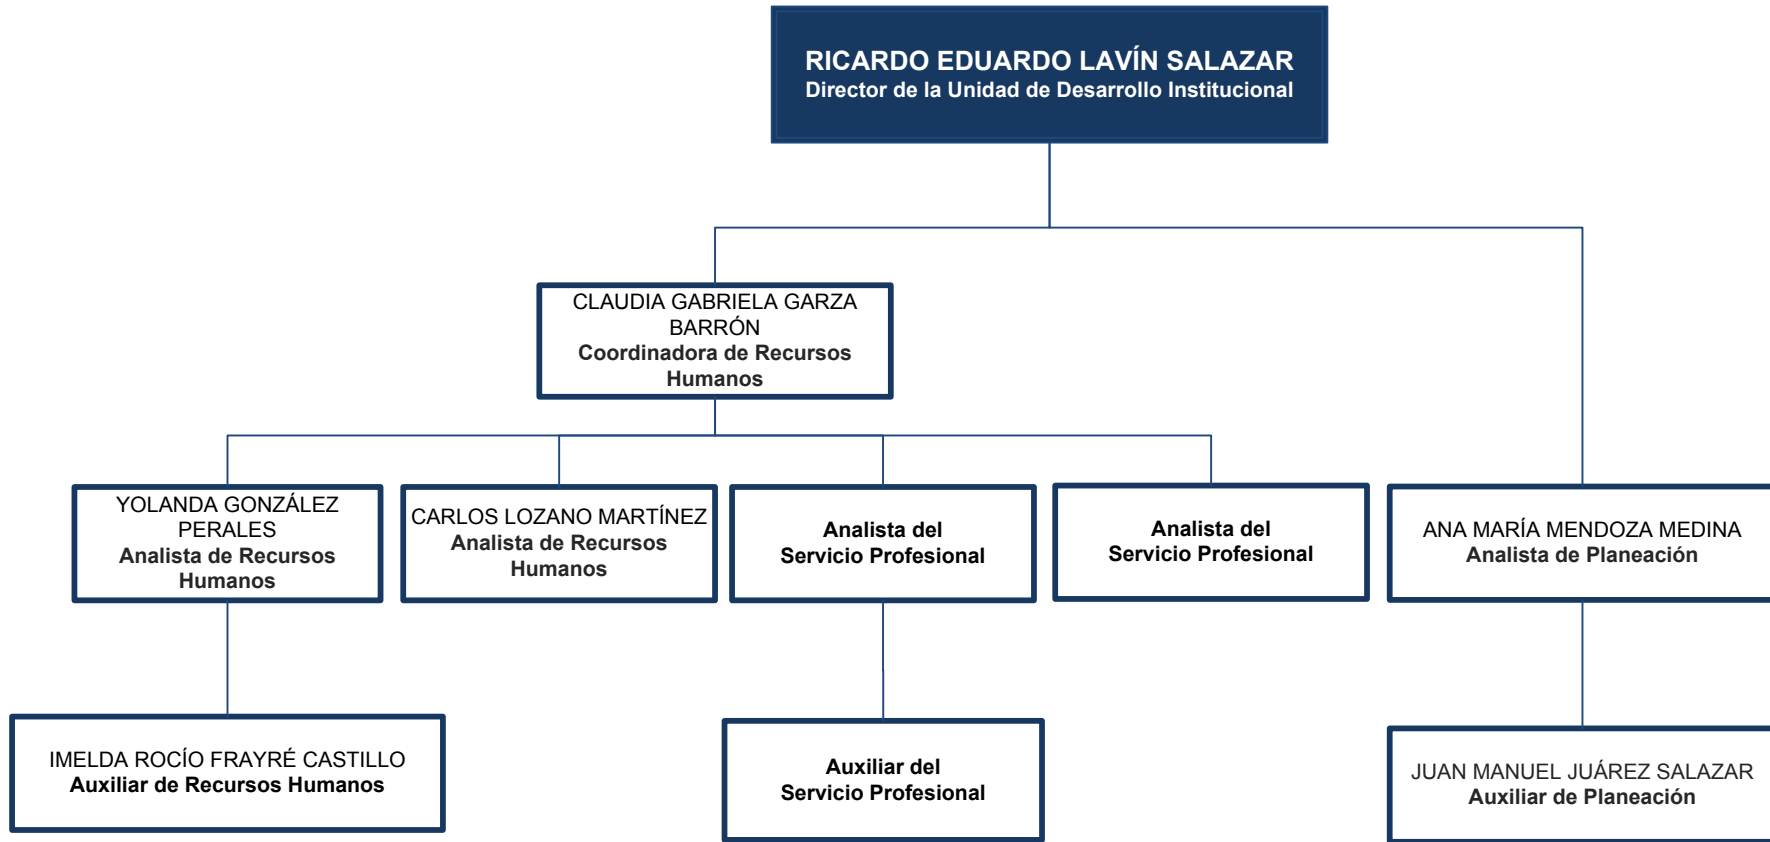 RICARDO EDUARDO LAVÍN SALAZAR
Director de la Unidad de Desarrollo Institucional
CLAUDIA GABRIELA GARZA
BARRÓN
Coordinadora de Recursos
Humanos
YOLANDA GONZÁLEZ
PERALES
Analista de Recursos
Humanos
CARLOS LOZANO MARTÍNEZ
Analista de Recursos
Humanos
Analista del
Servicio Profesional
Analista del
Servicio Profesional
ANA MARÍA MENDOZA MEDINA
Analista de Planeación
IMELDA ROCÍO FRAYRÉ CASTILLO
Auxiliar de Recursos Humanos
Auxiliar del
Servicio Profesional
JUAN MANUEL JUÁREZ SALAZAR
Auxiliar de Planeación